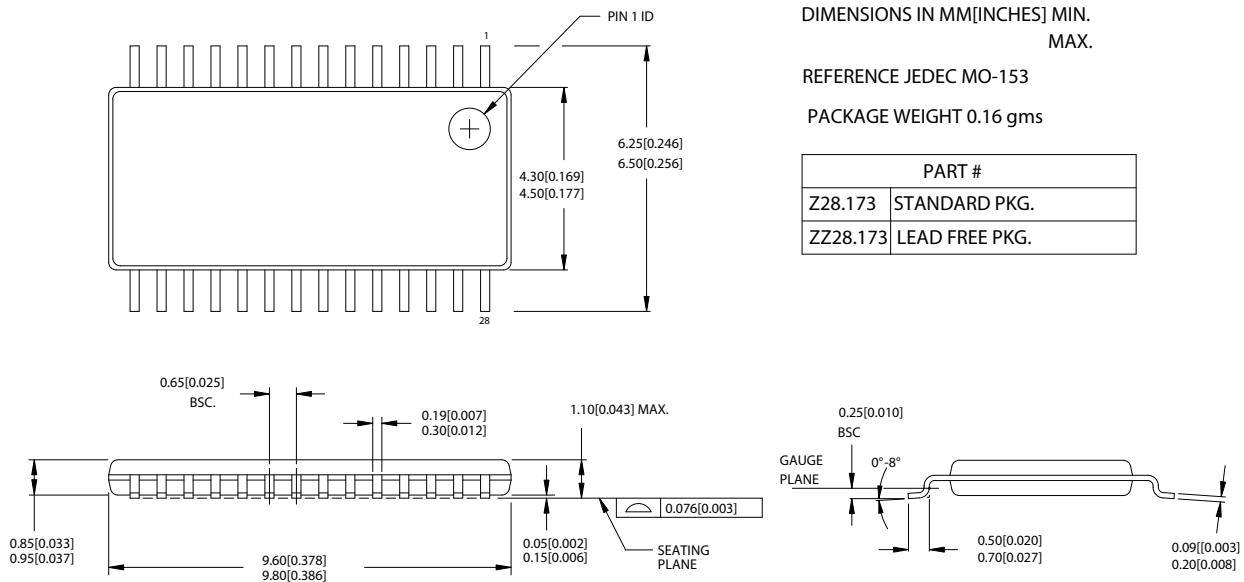 PIN 1 ID
1
6.25[0.246]
6.50[0.256]
4.30[0.169]
4.50[0.177]
28
DIMENSIONS IN MM[INCHES] MIN.
MAX.
REFERENCE JEDEC MO-153
PACKAGE WEIGHT 0.16 gms
PART #
Z28.173 STANDARD PKG.
ZZ28.173 LEAD FREE PKG.
0.65[0.025]
BSC.
0.19[0.007]
0.30[0.012]
1.10[0.043] MAX.
0.85[0.033]
0.95[0.037]
9.60[0.378]
9.80[0.386]
0.05[0.002]
0.15[0.006]
0.076[0.003]
SEATING
PLANE
0.25[0.010]
BSC
GAUGE
PLANE
0°-8°
0.50[0.020]
0.70[0.027]
0.09[[0.003]
0.20[0.008]